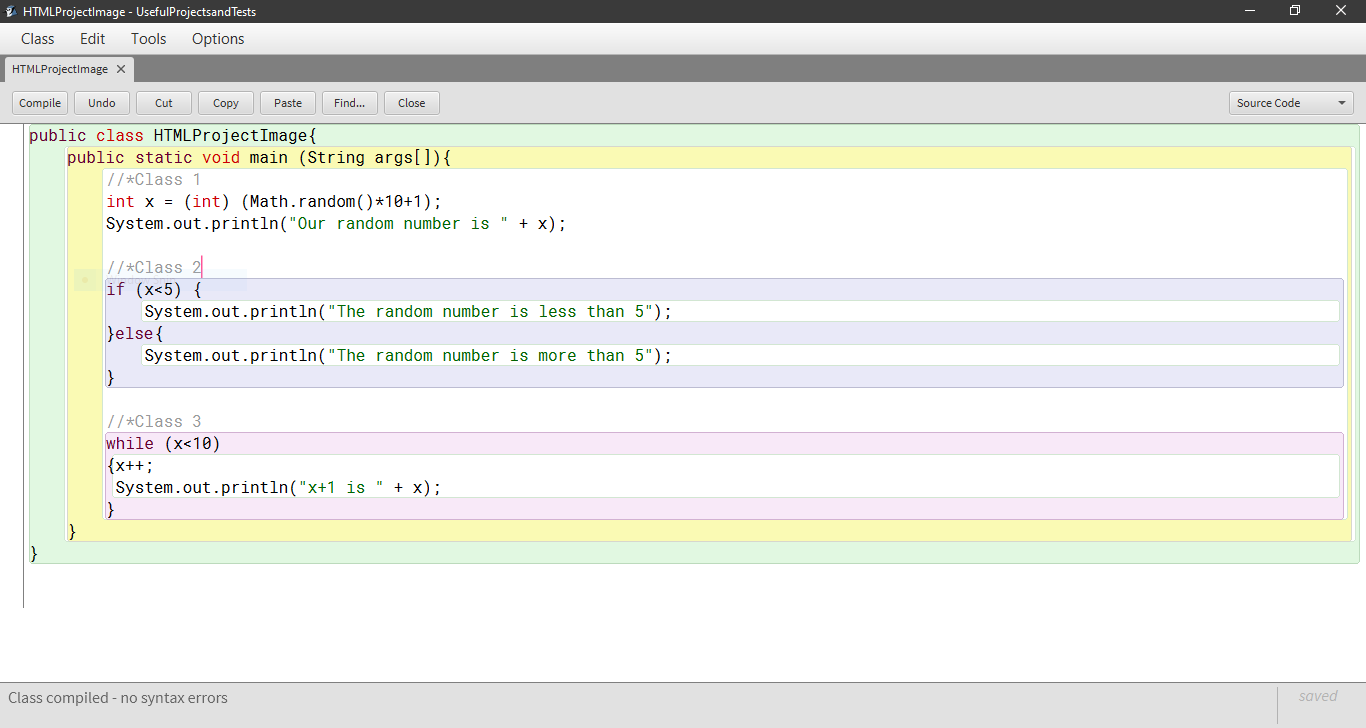 HTMLProjectImage - UsefulProjectsandTests
Class Edit Tools Options
HTMLProjectImage
Compile Undo Cut Copy Paste Find... Close Source Code
public class HTMLProjectImage{
    public static void main (String args[]){
        //*Class 1
        int x = (int) (Math.random()*10+1);
        System.out.println("Our random number is " + x);

        //*Class 2
        if (x<5) {
            System.out.println("The random number is less than 5");
        }else{
            System.out.println("The random number is more than 5");
        }

        //*Class 3
        while (x<10)
        {x++;
         System.out.println("x+1 is " + x);
        }
    }
}
Class compiled - no syntax errors
saved